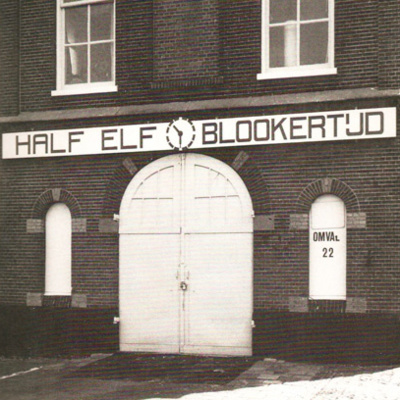 HALF ELF BLOOKERTIJD
OMVAL
22